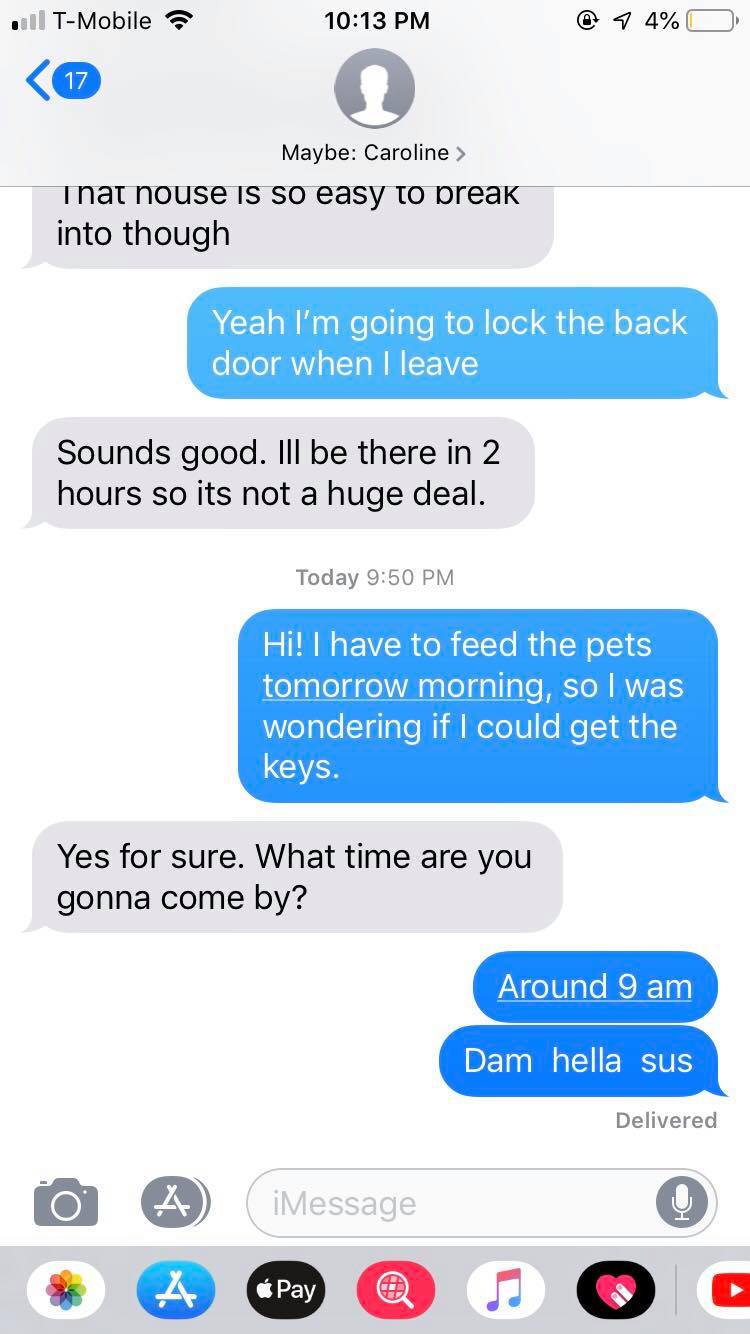 T-Mobile 10:13 PM 4%
17
Maybe: Caroline
That house is so easy to break
into though
Yeah I’m going to lock the back
door when I leave
Sounds good. Ill be there in 2
hours so its not a huge deal.
Today 9:50 PM
Hi! I have to feed the pets
tomorrow morning, so I was
wondering if I could get the
keys.
Yes for sure. What time are you
gonna come by?
Around 9 am
Dam hella sus
Delivered
iMessage
Pay